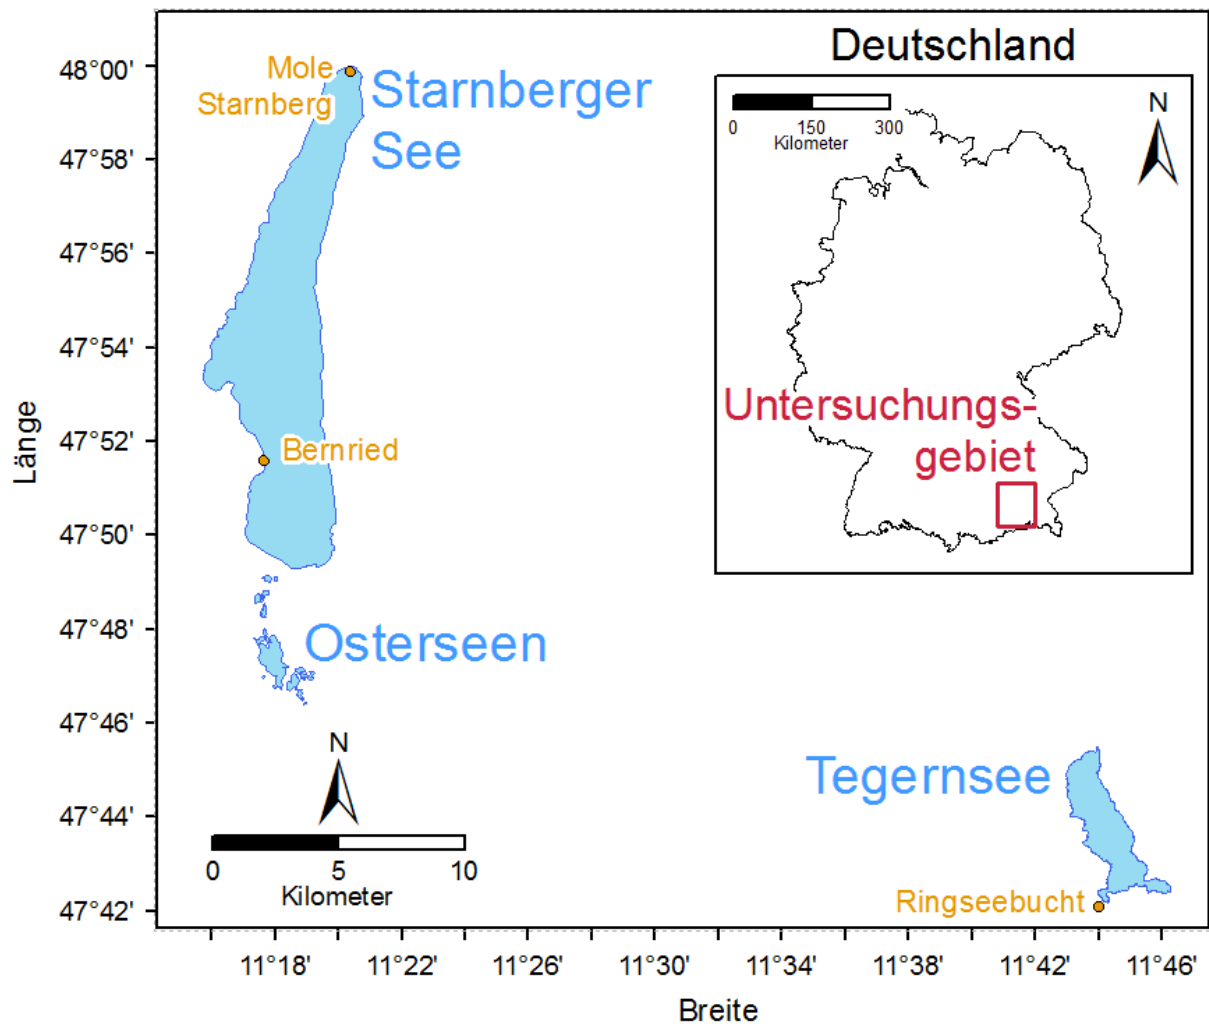 Deutschland
0 150 300
Kilometer
N
Mole
Starnberg
Starnberger
See
Bernried
Untersuchungs-
gebiet
Osterseen
N
0 5 10
Kilometer
Tegernsee
Ringseebucht
Länge
48°00'
47°58'
47°56'
47°54'
47°52'
47°50'
47°48'
47°46'
47°44'
47°42'
11°18' 11°22' 11°26' 11°30' 11°34' 11°38' 11°42' 11°46'
Breite